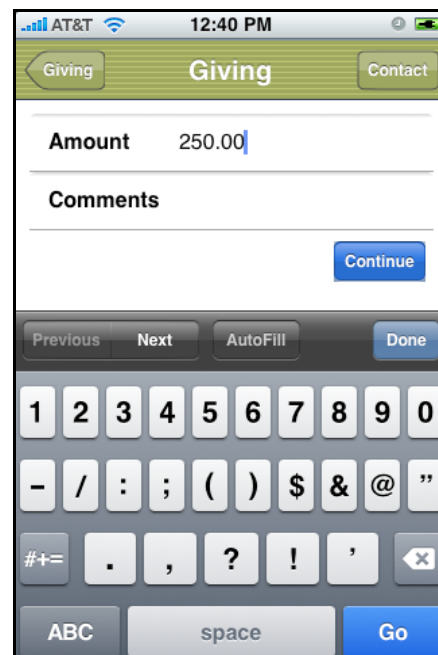 AT&T 12:40 PM
Giving Giving Contact
Amount 250.00
Comments
Continue
Previous Next AutoFill Done
1 2 3 4 5 6 7 8 9 0
- / : ; ( ) $ & @ ”
#+= . , ? ! ’
ABC space Go